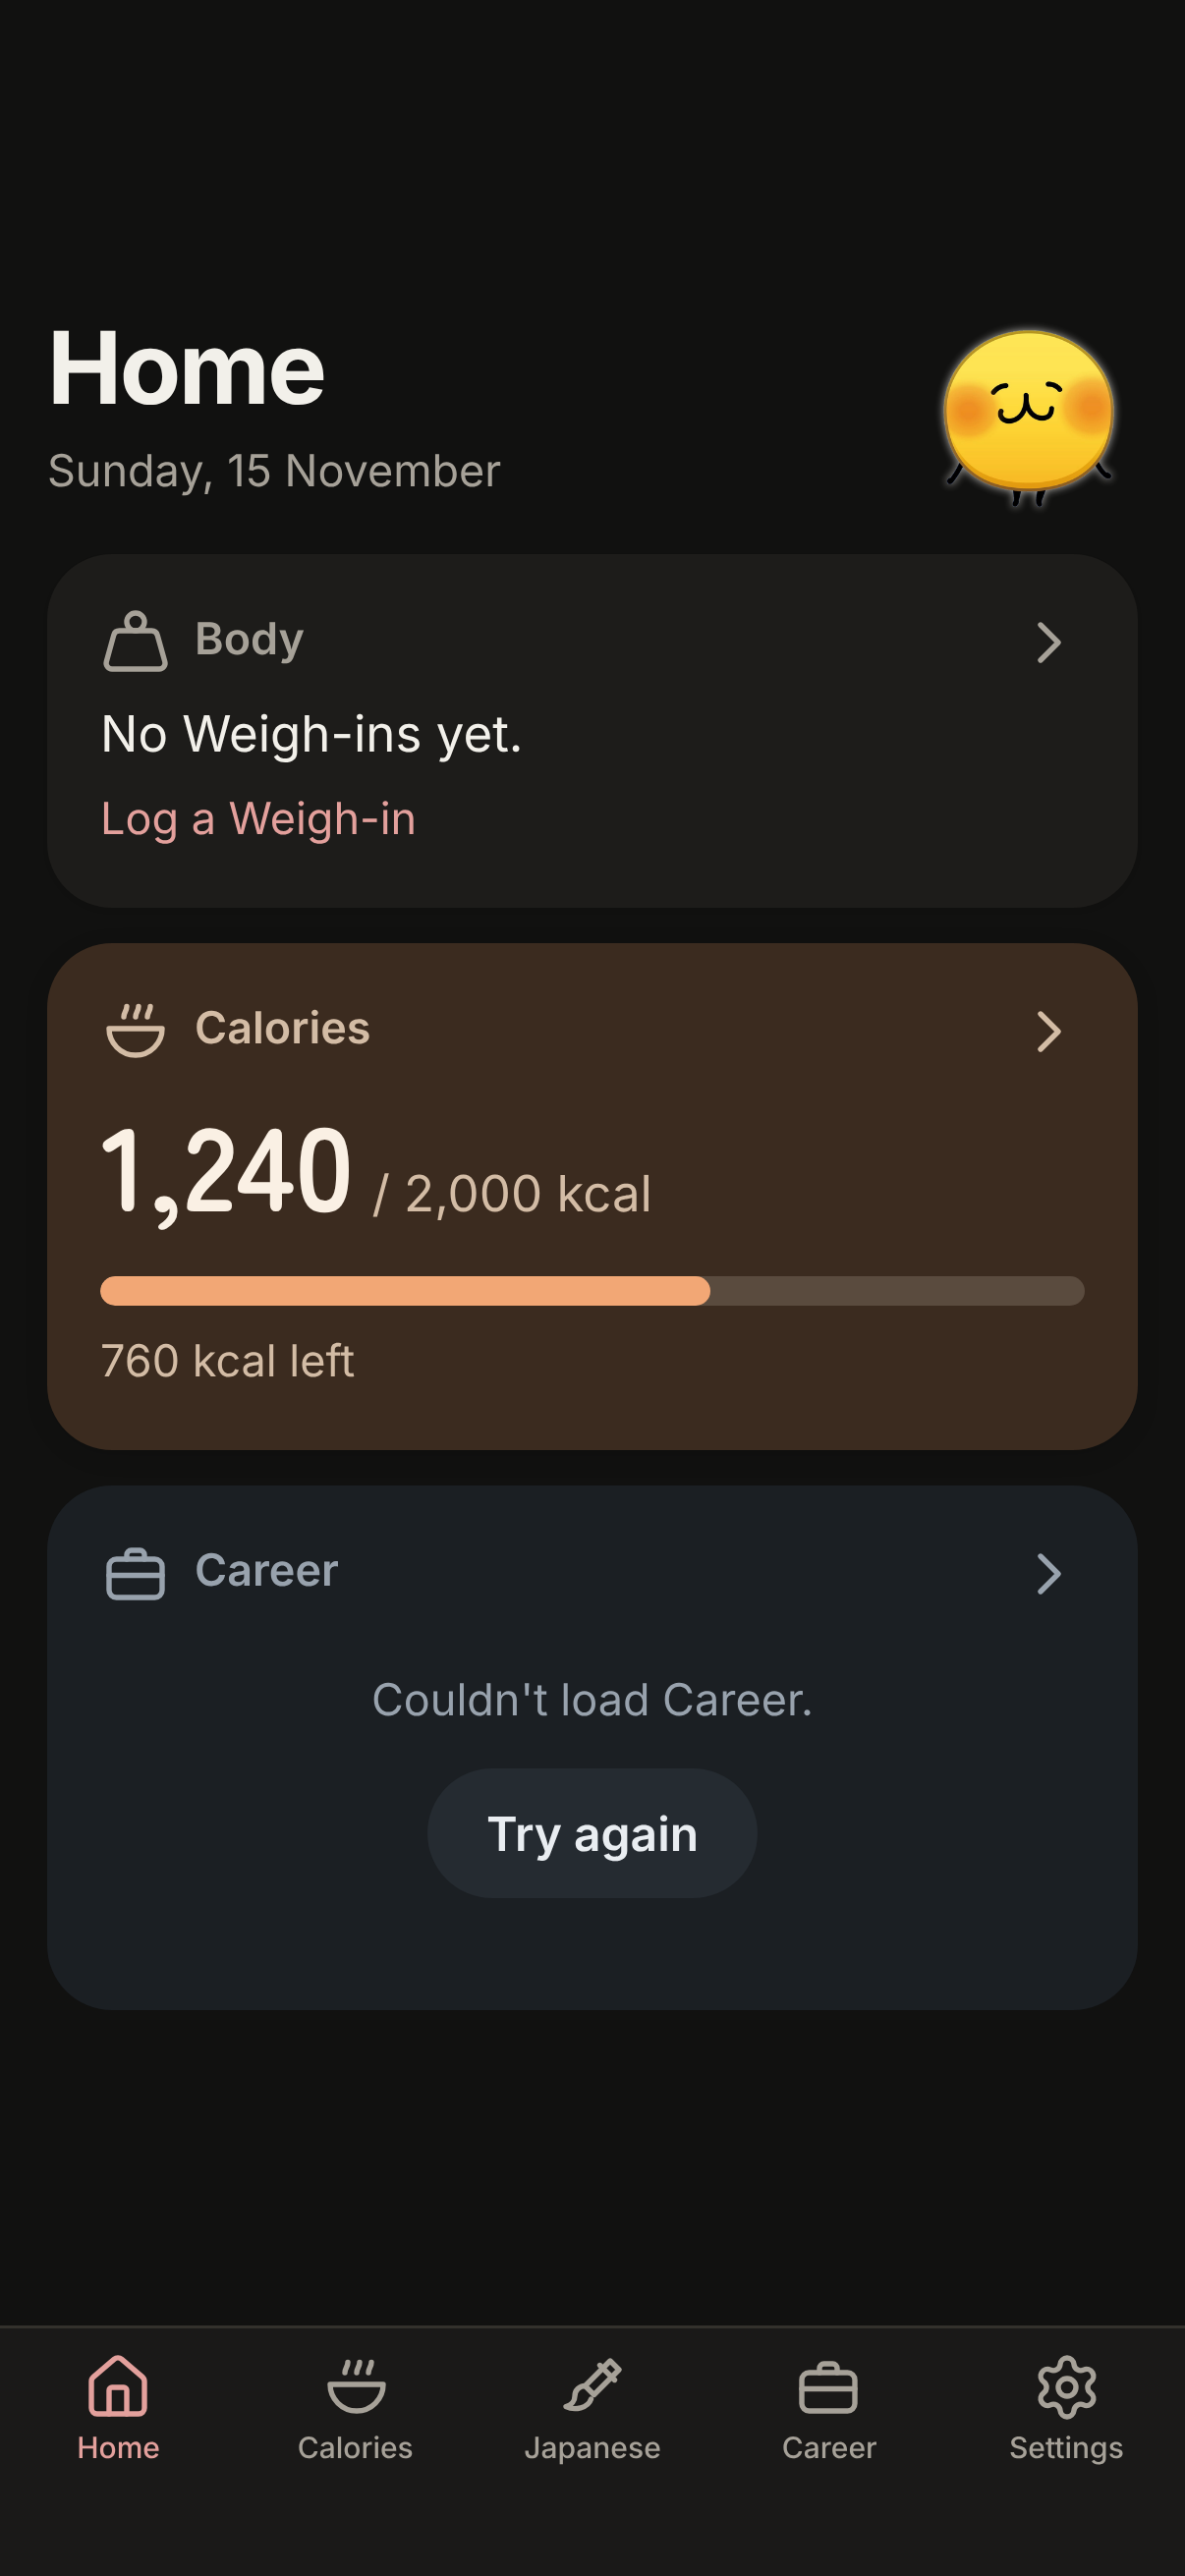 Home
Sunday, 15 November
Body
No Weigh-ins yet.
Log a Weigh-in
Calories
1,240 / 2,000 kcal
760 kcal left
Career
Couldn't load Career.
Try again
Home
Calories
Japanese
Career
Settings